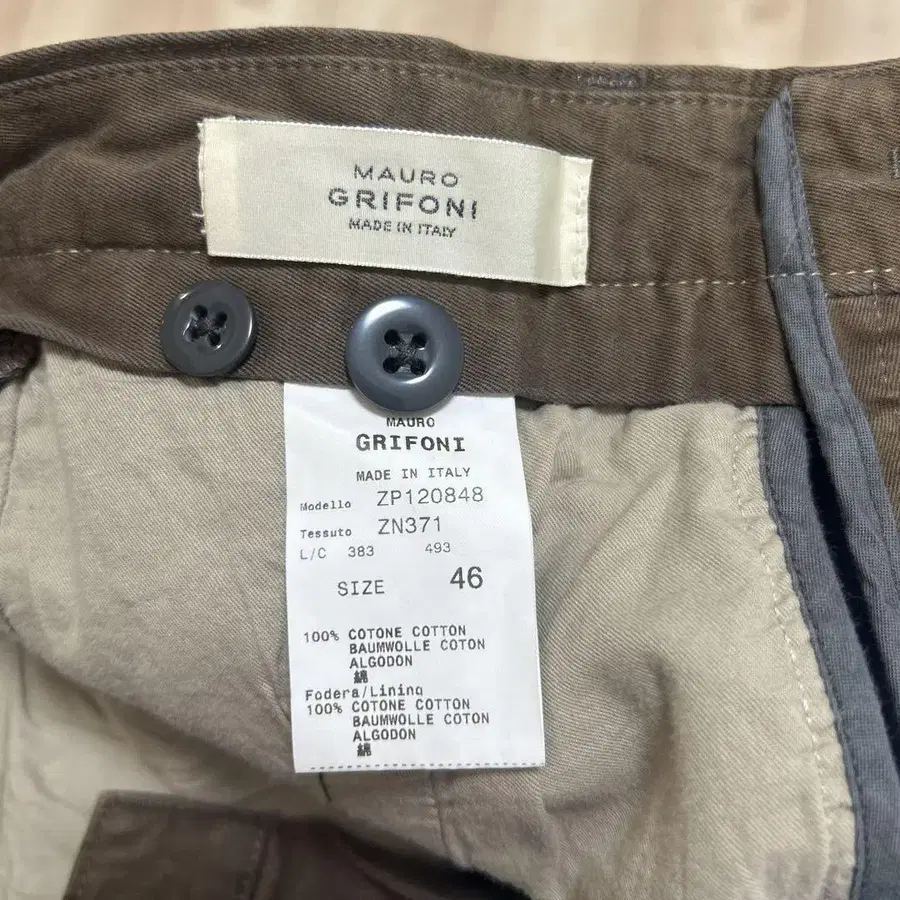 MAURO
GRIFONI
MADE IN ITALY
MAURO
GRIFONI
MADE IN ITALY
Modello ZP120848
Tessuto ZN371
L/C 383 493
SIZE 46
100% COTONE COTTON
BAUMWOLLE COTON
ALGODON
綿
Fodera/Lining
100% COTONE COTTON
BAUMWOLLE COTON
ALGODON
綿